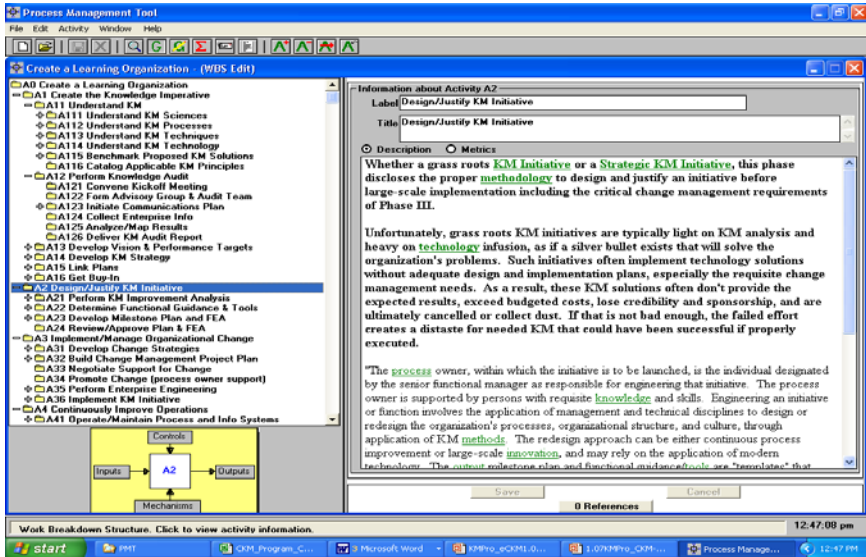 Process Management Tool
File Edit Activity Window Help
Create a Learning Organization - (WBS Edit)
A0 Create a Learning Organization
A1 Create the Knowledge Imperative
A11 Understand KM
A111 Understand KM Sciences
A112 Understand KM Processes
A113 Understand KM Techniques
A114 Understand KM Technology
A115 Benchmark Proposed KM Solutions
A116 Catalog Applicable KM Principles
A12 Perform Knowledge Audit
A121 Convene Kickoff Meeting
A122 Form Advisory Group & Audit Team
A123 Initiate Communications Plan
A124 Collect Enterprise Info
A125 Analyze/Map Results
A126 Deliver KM Audit Report
A13 Develop Vision & Performance Targets
A14 Develop KM Strategy
A15 Link Plans
A16 Get Buy-In
A2 Design/Justify KM Initiative
A21 Perform KM Improvement Analysis
A22 Determine Functional Guidance & Tools
A23 Develop Milestone Plan and FEA
A24 Review/Approve Plan & FEA
A3 Implement/Manage Organizational Change
A31 Develop Change Strategies
A32 Build Change Management Project Plan
A33 Negotiate Support for Change
A34 Promote Change (process owner support)
A35 Perform Enterprise Engineering
A36 Implement KM Initiative
A4 Continuously Improve Operations
A41 Operate/Maintain Process and Info Systems
Controls
Inputs
A2
Outputs
Mechanisms
Information about Activity A2
Label Design/Justify KM Initiative
Title Design/Justify KM Initiative
Description Metrics
Whether a grass roots KM Initiative or a Strategic KM Initiative, this phase
discloses the proper methodology to design and justify an initiative before
large-scale implementation including the critical change management requirements
of Phase III.
Unfortunately, grass roots KM initiatives are typically light on KM analysis and
heavy on technology infusion, as if a silver bullet exists that will solve the
organization's problems. Such initiatives often implement technology solutions
without adequate design and implementation plans, especially the requisite change
management needs. As a result, these KM solutions often don't provide the
expected results, exceed budgeted costs, lose credibility and sponsorship, and are
ultimately cancelled or collect dust. If that is not bad enough, the failed effort
creates a distaste for needed KM that could have been successful if properly
executed.
"The process owner, within which the initiative is to be launched, is the individual designated
by the senior functional manager as responsible for engineering that initiative. The process
owner is supported by persons with requisite knowledge and skills. Engineering an initiative
or function involves the application of management and technical disciplines to design or
redesign the organization's processes, organizational structure, and culture, through
application of KM methods. The redesign approach can be either continuous process
improvement or large-scale innovation, and may rely on the application of modern
technology. The output milestone plan and functional guidance/tools are "templates" that
Save
Cancel
0 References
Work Breakdown Structure. Click to view activity information.
12:47:08 pm
start
PMT
CKM_Program_C...
3 Microsoft Word
KMPro_eCKM1.0...
1.07KMPro_CKM-...
Process Manage...
12:47 PM